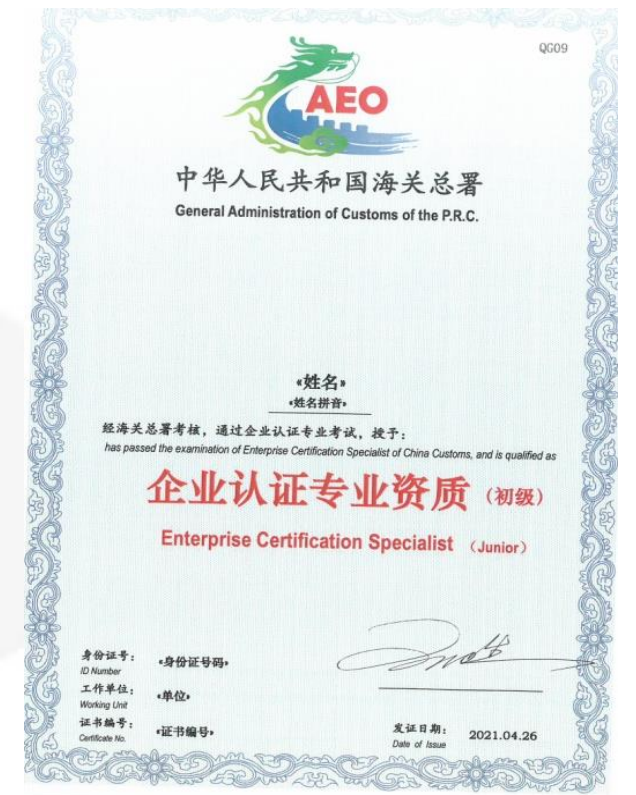 QG09
AEO
中华人民共和国海关总署
General Administration of Customs of the P.R.C.
«姓名»
«姓名拼音»
经海关总署考核，通过企业认证专业考试，授予：
has passed the examination of Enterprise Certification Specialist of China Customs, and is qualified as
企业认证专业资质（初级）
Enterprise Certification Specialist （Junior）
身份证号： «身份证号码»
ID Number
工作单位： «单位»
Working Unit
证书编号： «证书编号»
Certificate No.
发证日期： 2021.04.26
Date of Issue